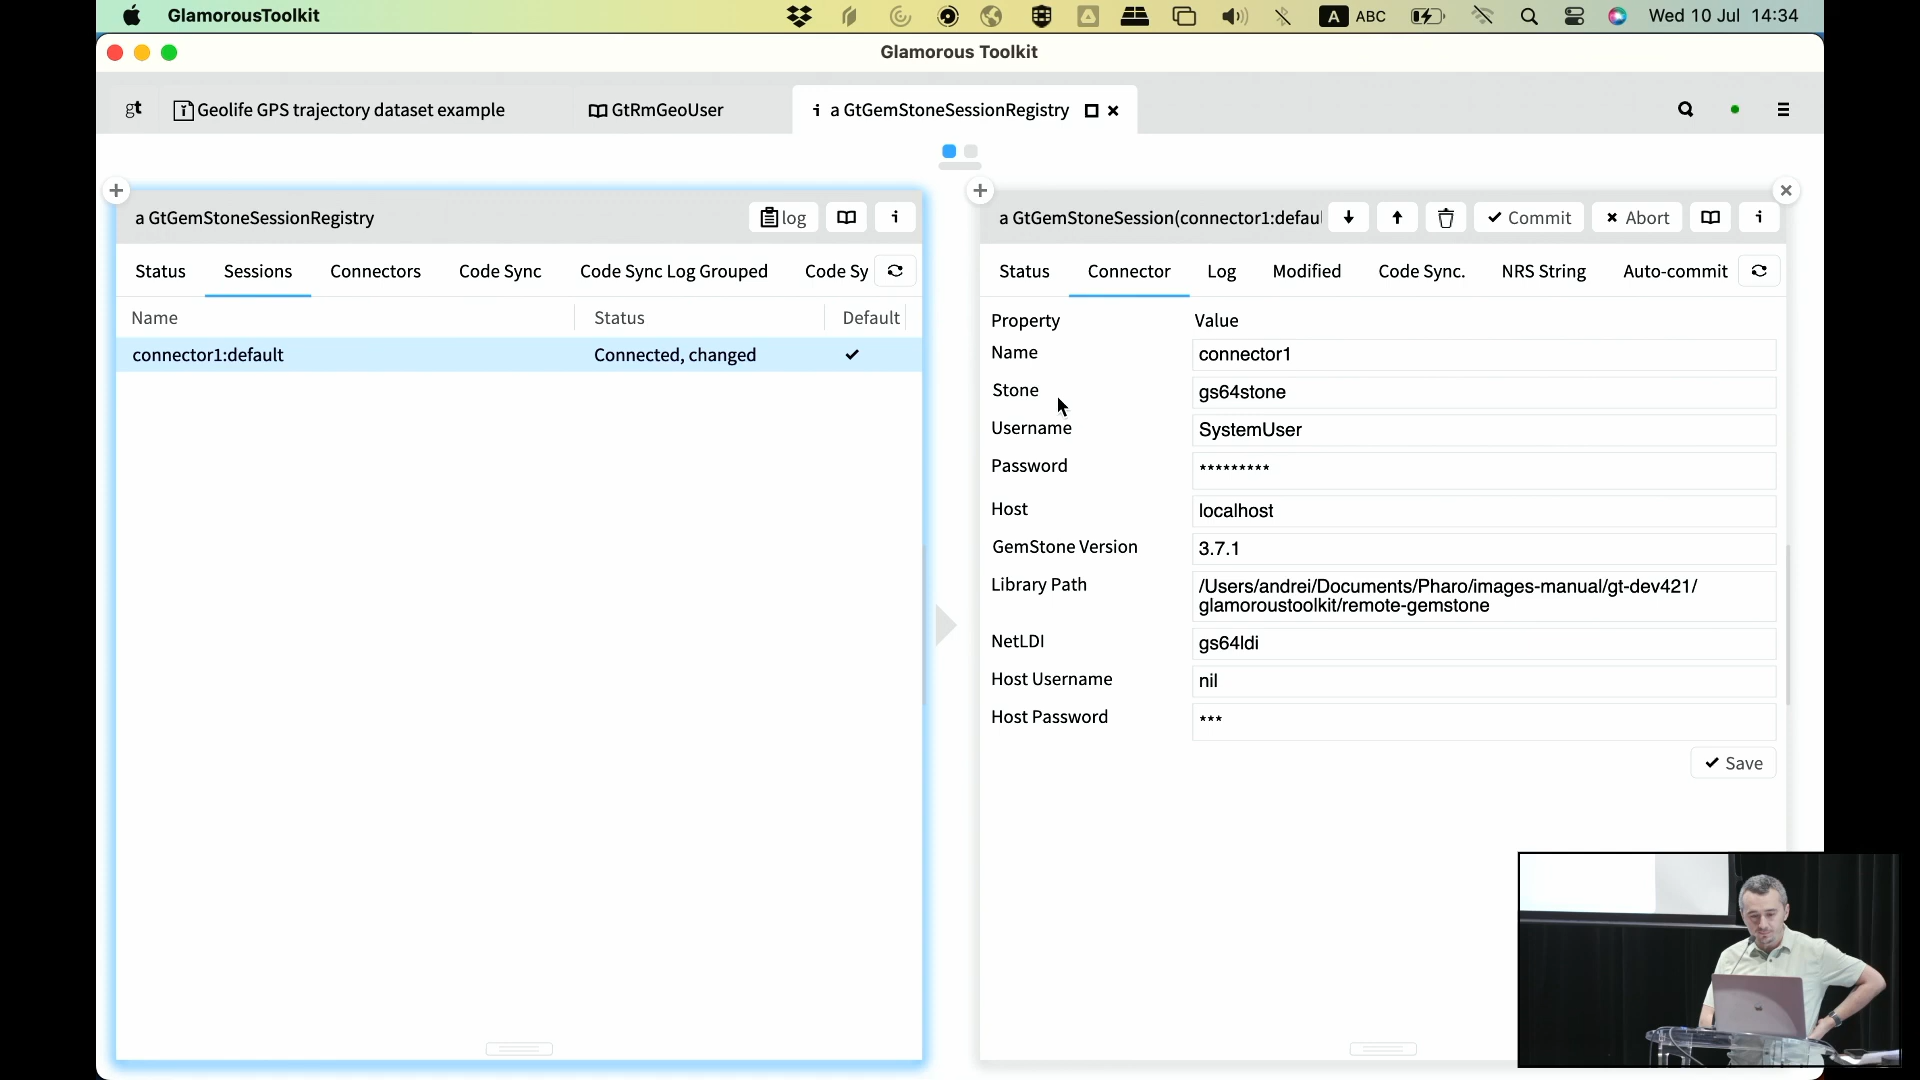 GlamorousToolkit
A ABC
Wed 10 Jul 14:34
Glamorous Toolkit
gt
Geolife GPS trajectory dataset example
GtRmGeoUser
i a GtGemStoneSessionRegistry
a GtGemStoneSessionRegistry
log
i
Status Sessions Connectors Code Sync Code Sync Log Grouped Code Sy
Name Status Default
connector1:default Connected, changed
a GtGemStoneSession(connector1:defaul
Commit
Abort
i
Status Connector Log Modified Code Sync. NRS String Auto-commit
Property Value
Name connector1
Stone gs64stone
Username SystemUser
Password *********
Host localhost
GemStone Version 3.7.1
Library Path /Users/andrei/Documents/Pharo/images-manual/gt-dev421/
glamoroustoolkit/remote-gemstone
NetLDI gs64ldi
Host Username nil
Host Password ***
Save